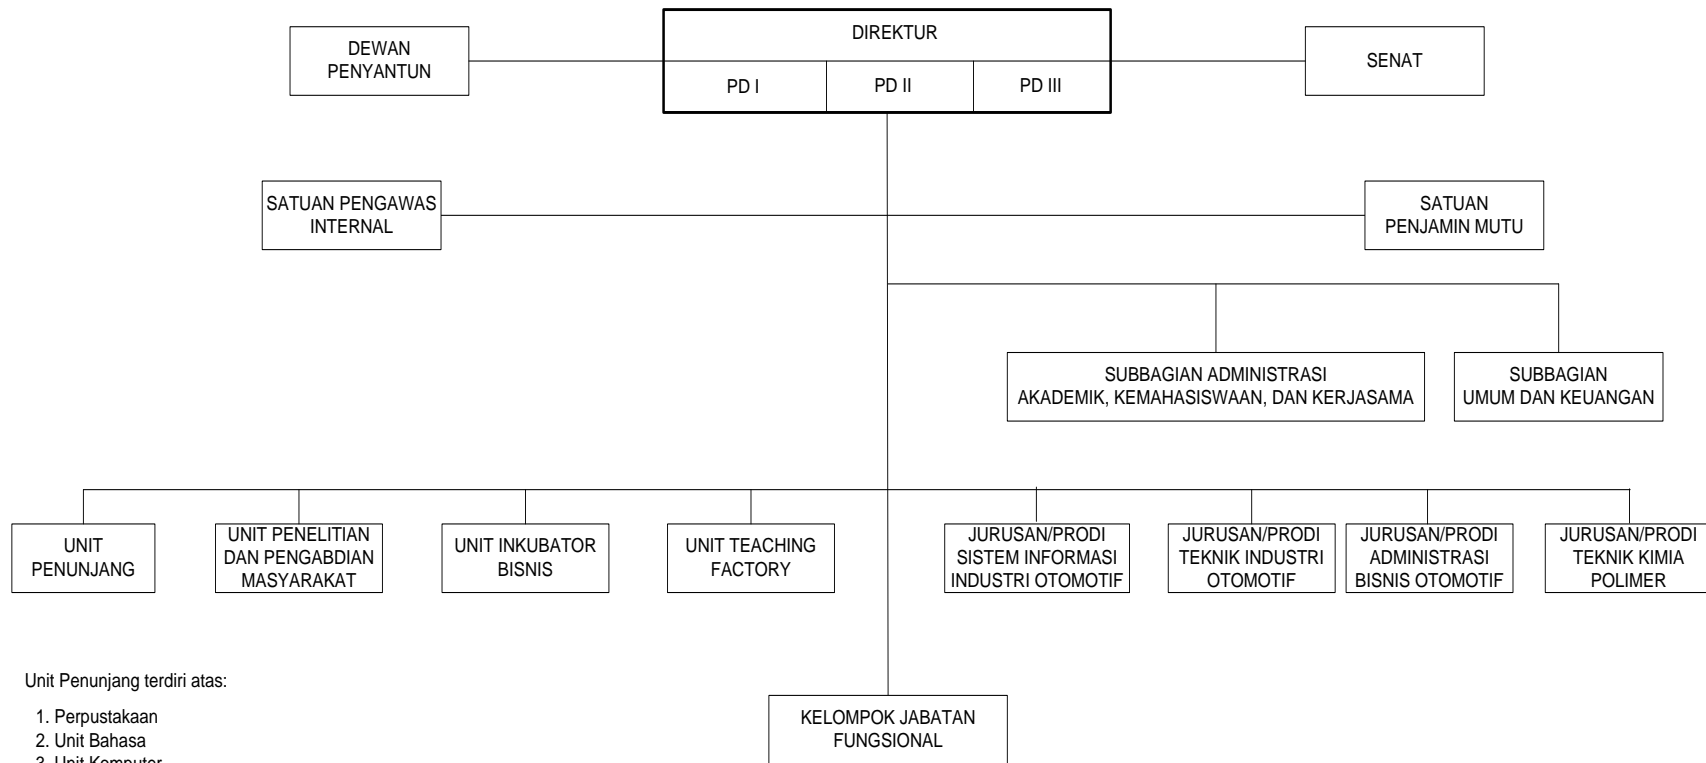 DIREKTUR
DEWAN
PENYANTUN
SENAT
PD I
PD II
PD III
SATUAN PENGAWAS
INTERNAL
SATUAN
PENJAMIN MUTU
SUBBAGIAN ADMINISTRASI
AKADEMIK, KEMAHASISWAAN, DAN KERJASAMA
SUBBAGIAN
UMUM DAN KEUANGAN
UNIT
PENUNJANG
UNIT PENELITIAN
DAN PENGABDIAN
MASYARAKAT
UNIT INKUBATOR
BISNIS
UNIT TEACHING
FACTORY
JURUSAN/PRODI
SISTEM INFORMASI
INDUSTRI OTOMOTIF
JURUSAN/PRODI
TEKNIK INDUSTRI
OTOMOTIF
JURUSAN/PRODI
ADMINISTRASI
BISNIS OTOMOTIF
JURUSAN/PRODI
TEKNIK KIMIA
POLIMER
Unit Penunjang terdiri atas:
1. Perpustakaan
2. Unit Bahasa
3. Unit Komputer
KELOMPOK JABATAN
FUNGSIONAL